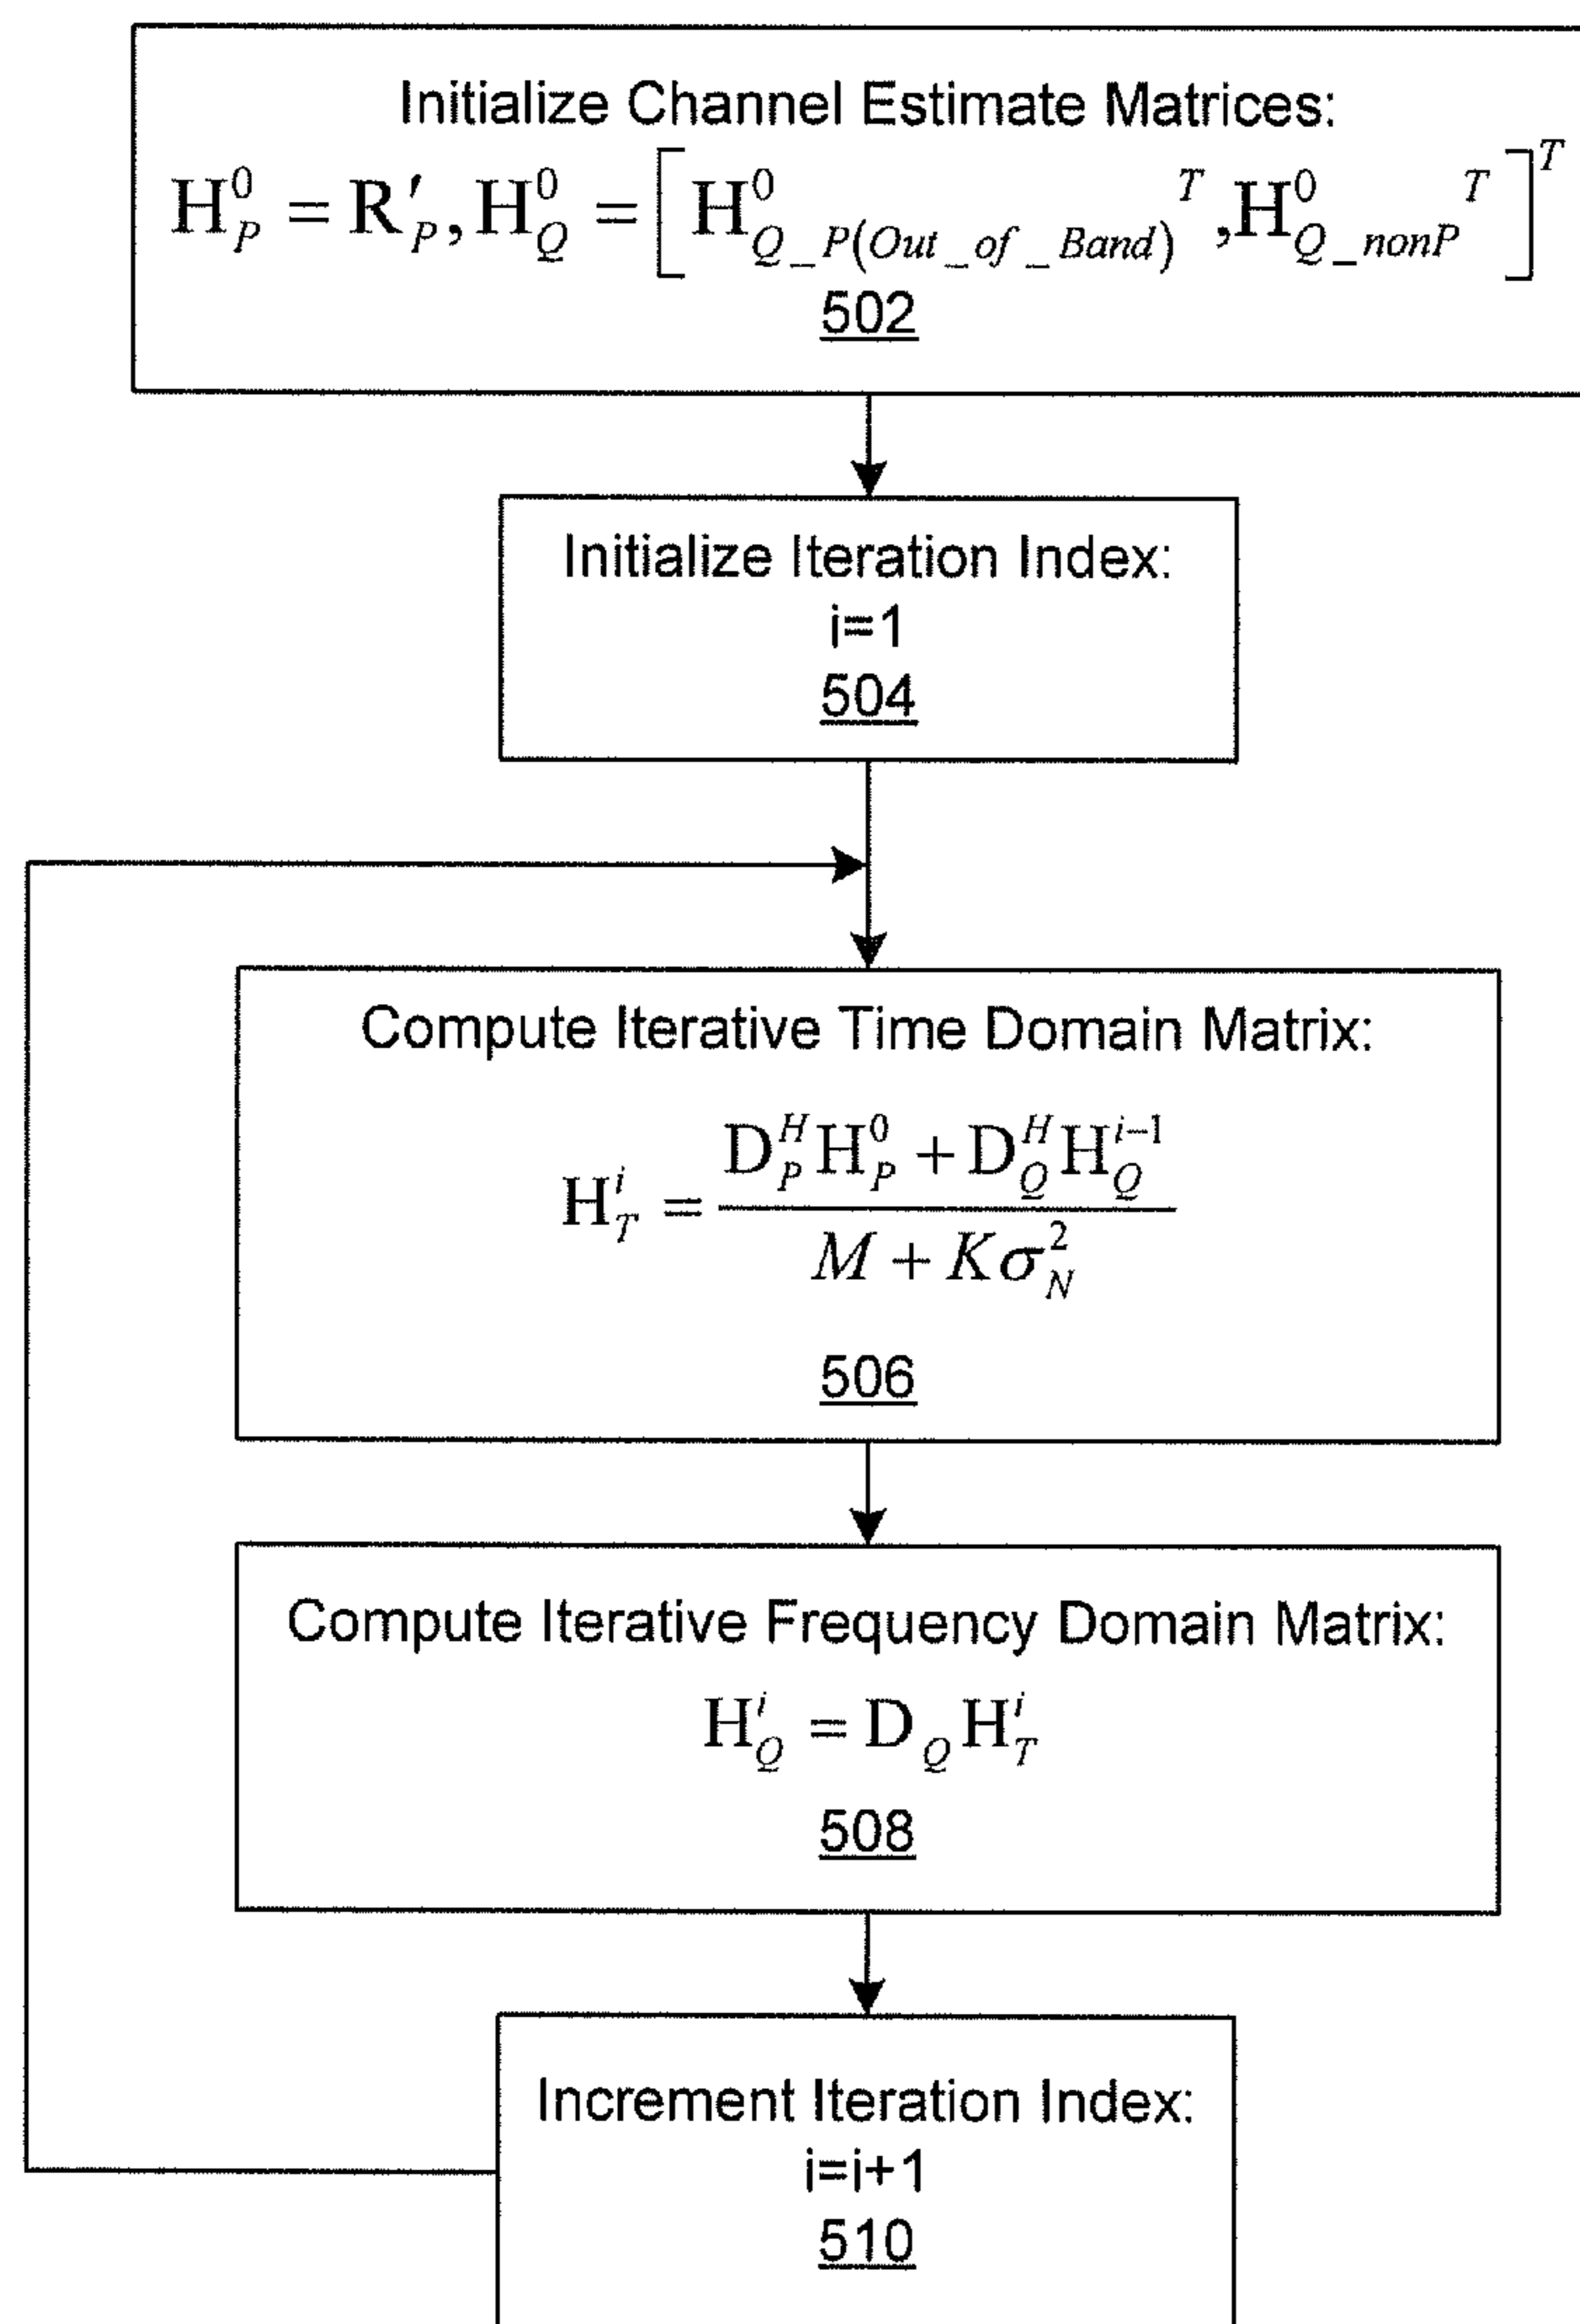 Initialize Channel Estimate Matrices:
H_P^0 = R'_P, H_Q^0 = [H_{Q_P(Out_of_Band)}^0^T, H_{Q_nonP}^0^T]^T
502
Initialize Iteration Index:
i=1
504
Compute Iterative Time Domain Matrix:
H_T^i = (D_P^H H_P^0 + D_Q^H H_Q^{i-1}) / (M + Kσ_N^2)
506
Compute Iterative Frequency Domain Matrix:
H_Q^i = D_Q H_T^i
508
Increment Iteration Index:
i=i+1
510